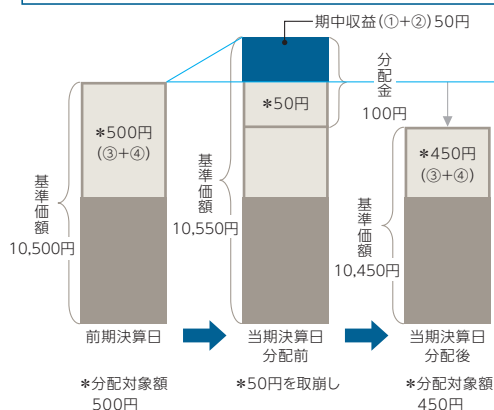 期中収益(①+②)50円
分配金
100円
*500円
(③+④)
*50円
*450円
(③+④)
基準価額
10,500円
基準価額
10,550円
基準価額
10,450円
前期決算日
当期決算日
分配前
当期決算日
分配後
*分配対象額
500円
*50円を取崩し
*分配対象額
450円